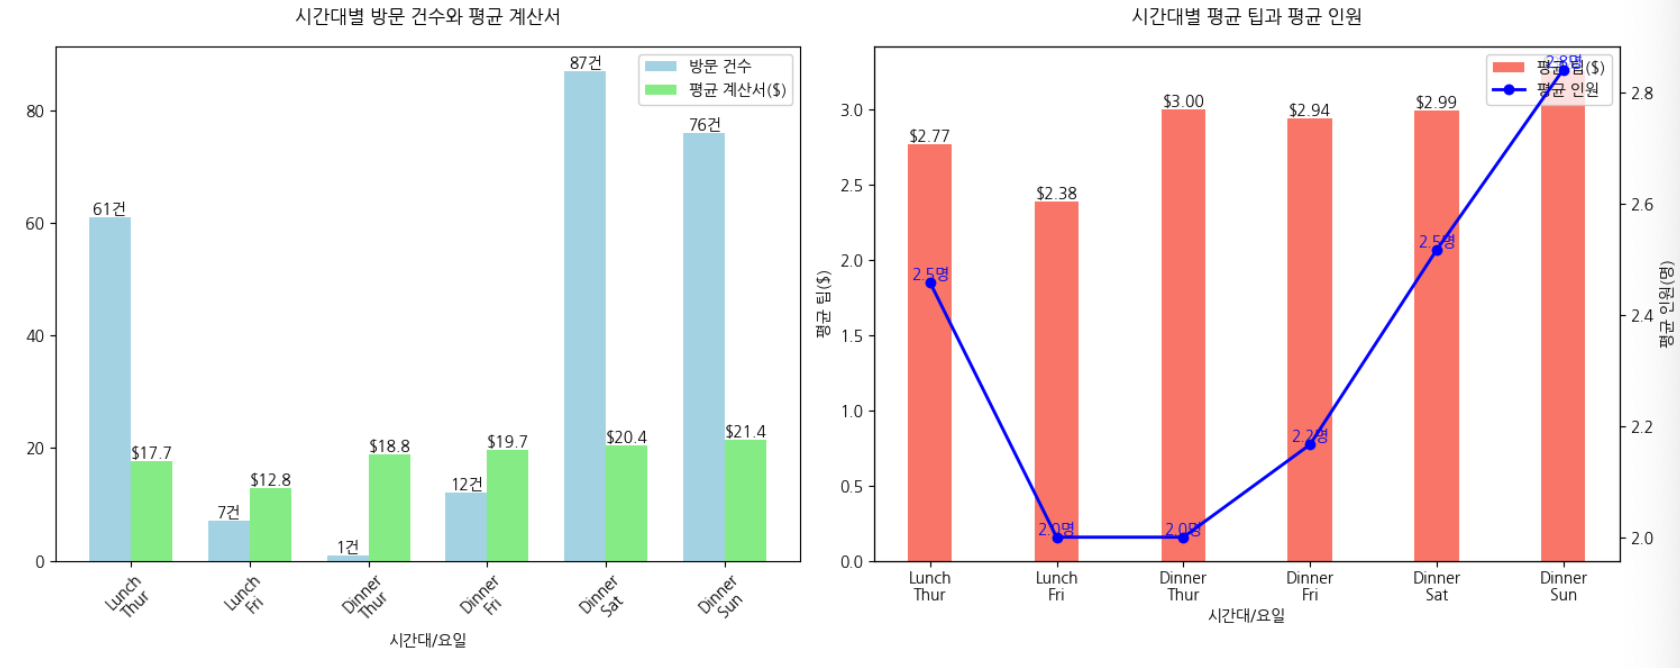 시간대별 방문 건수와 평균 계산서
방문 건수
평균 계산서($)
61건
7건
1건
12건
87건
76건
$17.7
$12.8
$18.8
$19.7
$20.4
$21.4
80
60
40
20
0
Lunch
Thur
Lunch
Fri
Dinner
Thur
Dinner
Fri
Dinner
Sat
Dinner
Sun
시간대/요일
시간대별 평균 팁과 평균 인원
평균 팁($)
평균 인원
평균 팁($)
3.0
2.5
2.0
1.5
1.0
0.5
0.0
$2.77
$2.38
$3.00
$2.94
$2.99
2.5명
2.0명
2.0명
2.2명
2.5명
2.8명
2.8
2.6
2.4
2.2
2.0
평균 인원(명)
Lunch
Thur
Lunch
Fri
Dinner
Thur
Dinner
Fri
Dinner
Sat
Dinner
Sun
시간대/요일